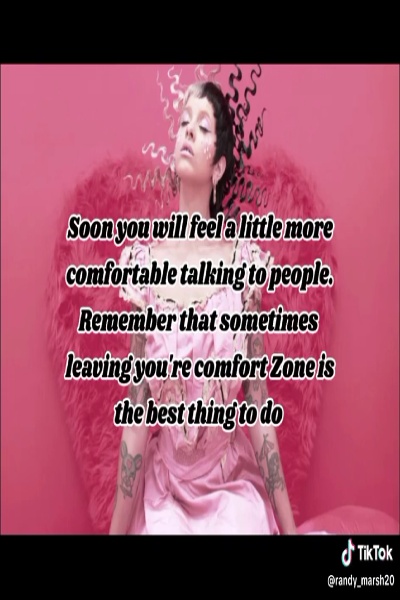 Soon you will feel a little more
comfortable talking to people.
Remember that sometimes
leaving you're comfort Zone is
the best thing to do
TikTok
@randy_marsh20